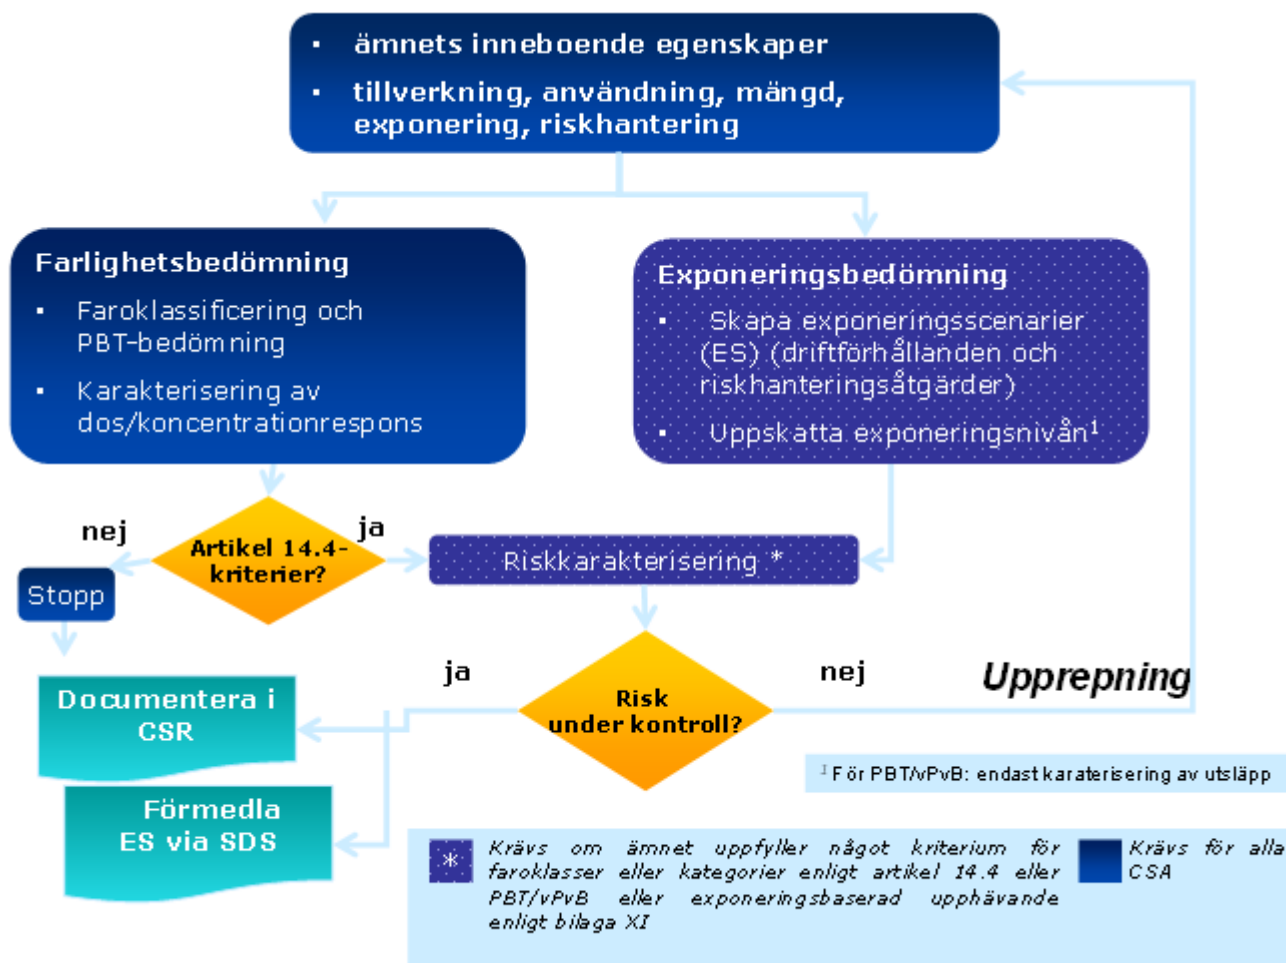 ▪ ämnets inneboende egenskaper
▪ tillverkning, användning, mängd,
exponering, riskhantering
Farlighetsbedömning
▪ Faroklassificering och
PBT-bedömning
▪ Karakterisering av
dos/koncentrationrespons
Exponeringsbedömning
▪ Skapa exponeringsscenarier
(ES) (driftförhållanden och
riskhanteringsåtgärder)
▪ Uppskatta exponeringsnivån¹
nej
Artikel 14.4-
kriterier?
ja
Riskkarakterisering *
Stopp
Documentera i
CSR
Förmedla
ES via SDS
ja
Risk
under kontroll?
nej
Upprepning
¹ För PBT/vPvB: endast karaterisering av utsläpp
*
Krävs om ämnet uppfyller något kriterium för
faroklasser eller kategorier enligt artikel 14.4 eller
PBT/vPvB eller exponeringsbaserad upphävande
enligt bilaga XI
Krävs för alla
CSA